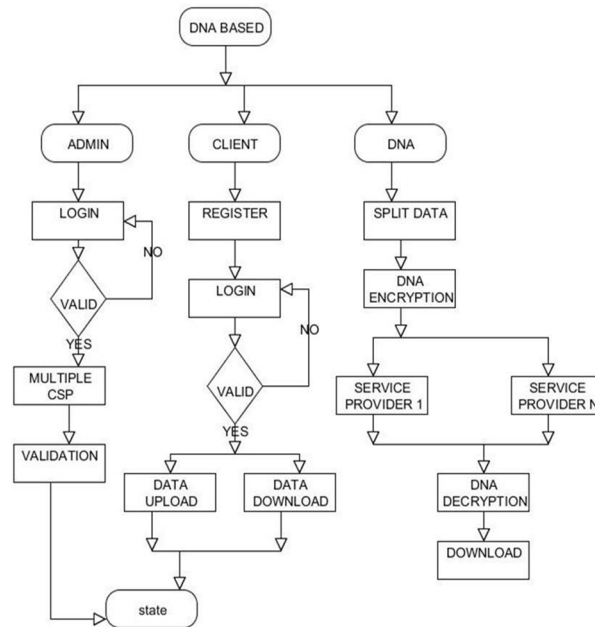 DNA BASED
ADMIN
CLIENT
DNA
LOGIN
REGISTER
SPLIT DATA
NO
VALID
YES
LOGIN
DNA
ENCRYPTION
NO
MULTIPLE
CSP
VALID
YES
SERVICE
PROVIDER 1
SERVICE
PROVIDER N
VALIDATION
DATA
UPLOAD
DATA
DOWNLOAD
DNA
DECRYPTION
DOWNLOAD
state